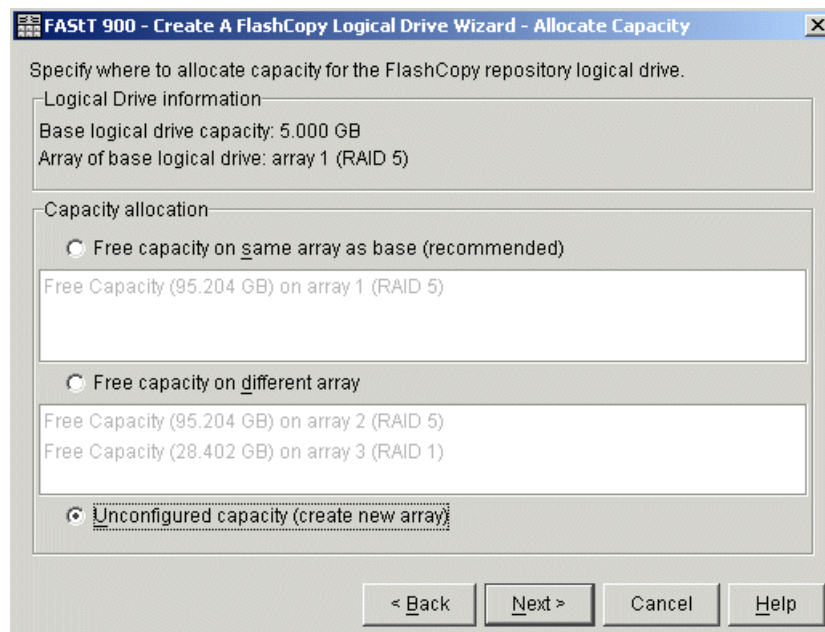 FAStT 900 - Create A FlashCopy Logical Drive Wizard - Allocate Capacity
Specify where to allocate capacity for the FlashCopy repository logical drive.
Logical Drive information
Base logical drive capacity: 5.000 GB
Array of base logical drive: array 1 (RAID 5)
Capacity allocation
Free capacity on same array as base (recommended)
Free Capacity (95.204 GB) on array 1 (RAID 5)
Free capacity on different array
Free Capacity (95.204 GB) on array 2 (RAID 5)
Free Capacity (28.402 GB) on array 3 (RAID 1)
Unconfigured capacity (create new array)
< Back Next > Cancel Help